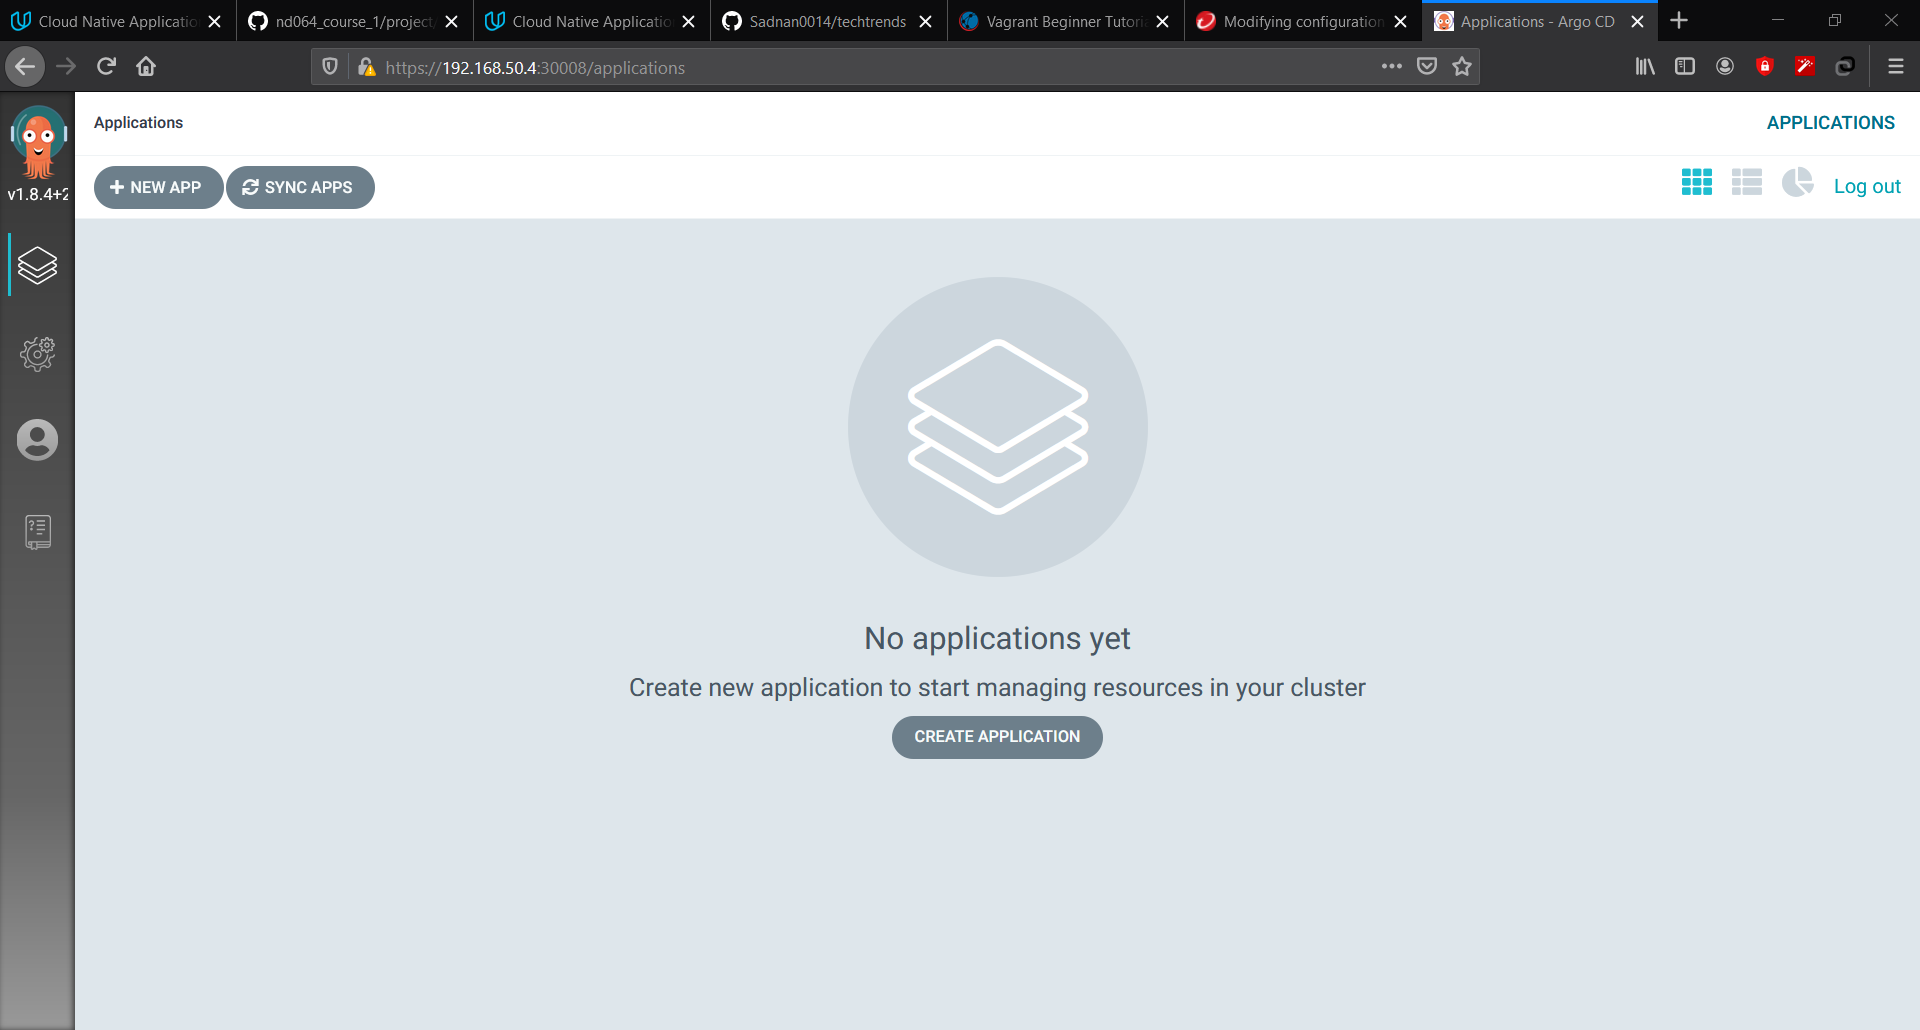 Cloud Native Applicatio
nd064_course_1/project/
Cloud Native Applicatio
Sadnan0014/techtrends
Vagrant Beginner Tutoria
Modifying configuration
Applications - Argo CD
https://192.168.50.4:30008/applications
Applications
APPLICATIONS
NEW APP
SYNC APPS
Log out
v1.8.4+2
No applications yet
Create new application to start managing resources in your cluster
CREATE APPLICATION